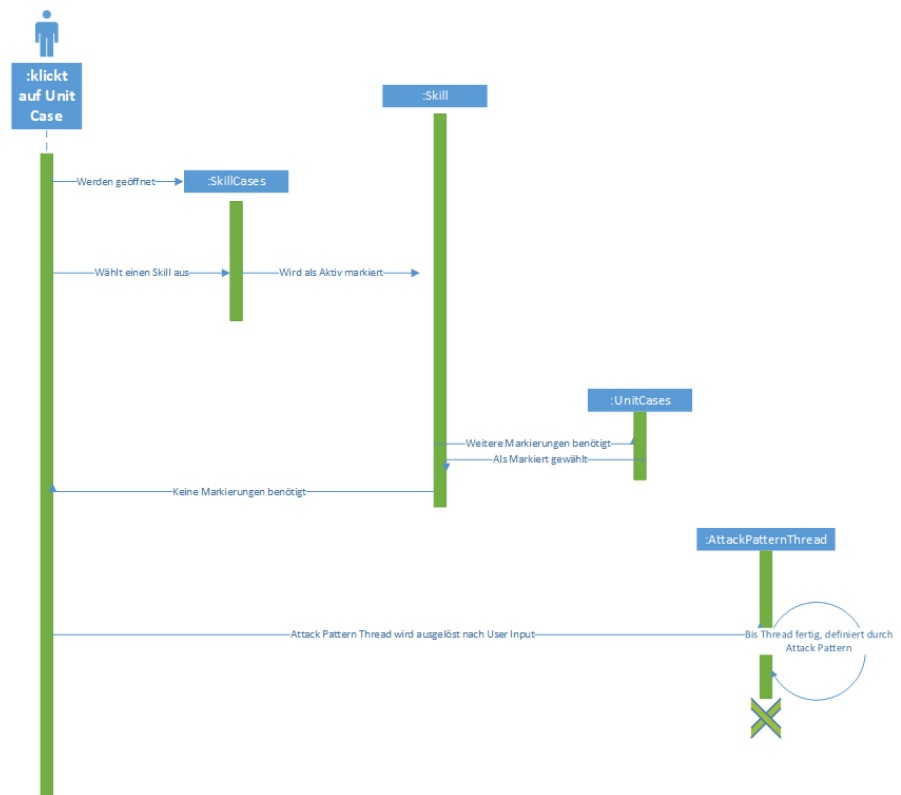 :klickt
auf Unit
Case
:Skill
Werden geöffnet
:SkillCases
Wählt einen Skill aus
Wird als Aktiv markiert
:UnitCases
Weitere Markierungen benötigt
Als Markiert gewählt
Keine Markierungen benötigt
:AttackPatternThread
Attack Pattern Thread wird ausgelöst nach User Input
Bis Thread fertig, definiert durch
Attack Pattern